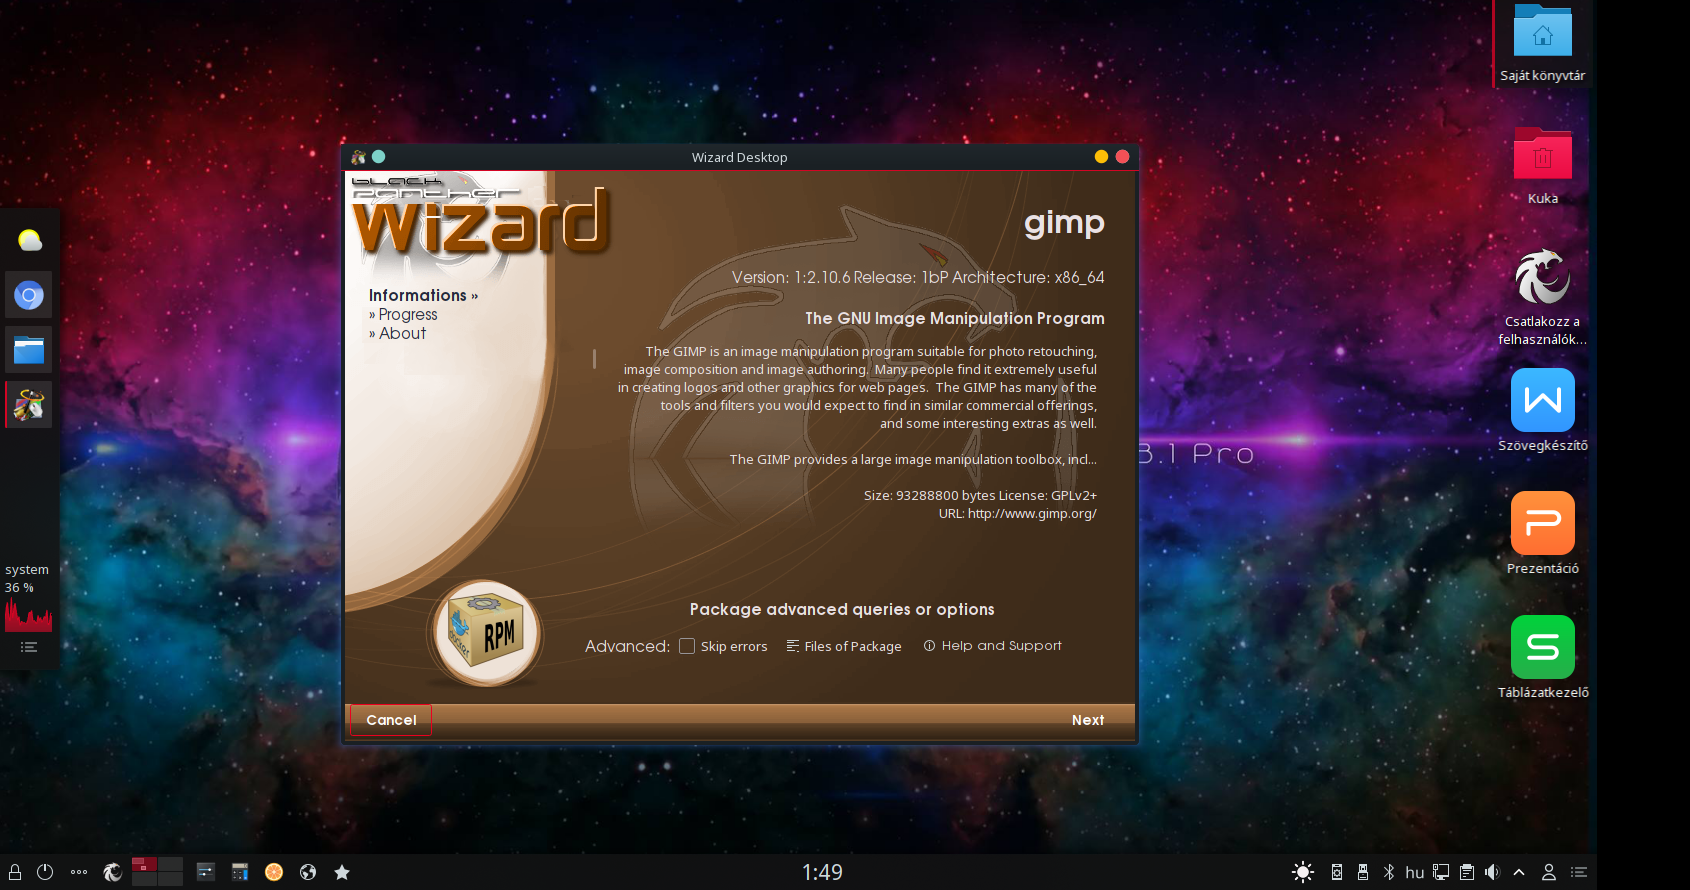 Saját könyvtár
Kuka
Csatlakozz a
felhasználók...
Szövegkészítő
Prezentáció
Táblázatkezelő
3.1 Pro
system
36 %
Wizard Desktop
black
panther
wizard
Informations »
» Progress
» About
gimp
Version: 1:2.10.6 Release: 1bP Architecture: x86_64
The GNU Image Manipulation Program
The GIMP is an image manipulation program suitable for photo retouching,
image composition and image authoring.  Many people find it extremely useful
in creating logos and other graphics for web pages.  The GIMP has many of the
tools and filters you would expect to find in similar commercial offerings,
and some interesting extras as well.
The GIMP provides a large image manipulation toolbox, incl...
Size: 93288800 bytes License: GPLv2+
URL: http://www.gimp.org/
RPM
docker
Package advanced queries or options
Advanced: Skip errors Files of Package Help and Support
Cancel
Next
1:49
hu